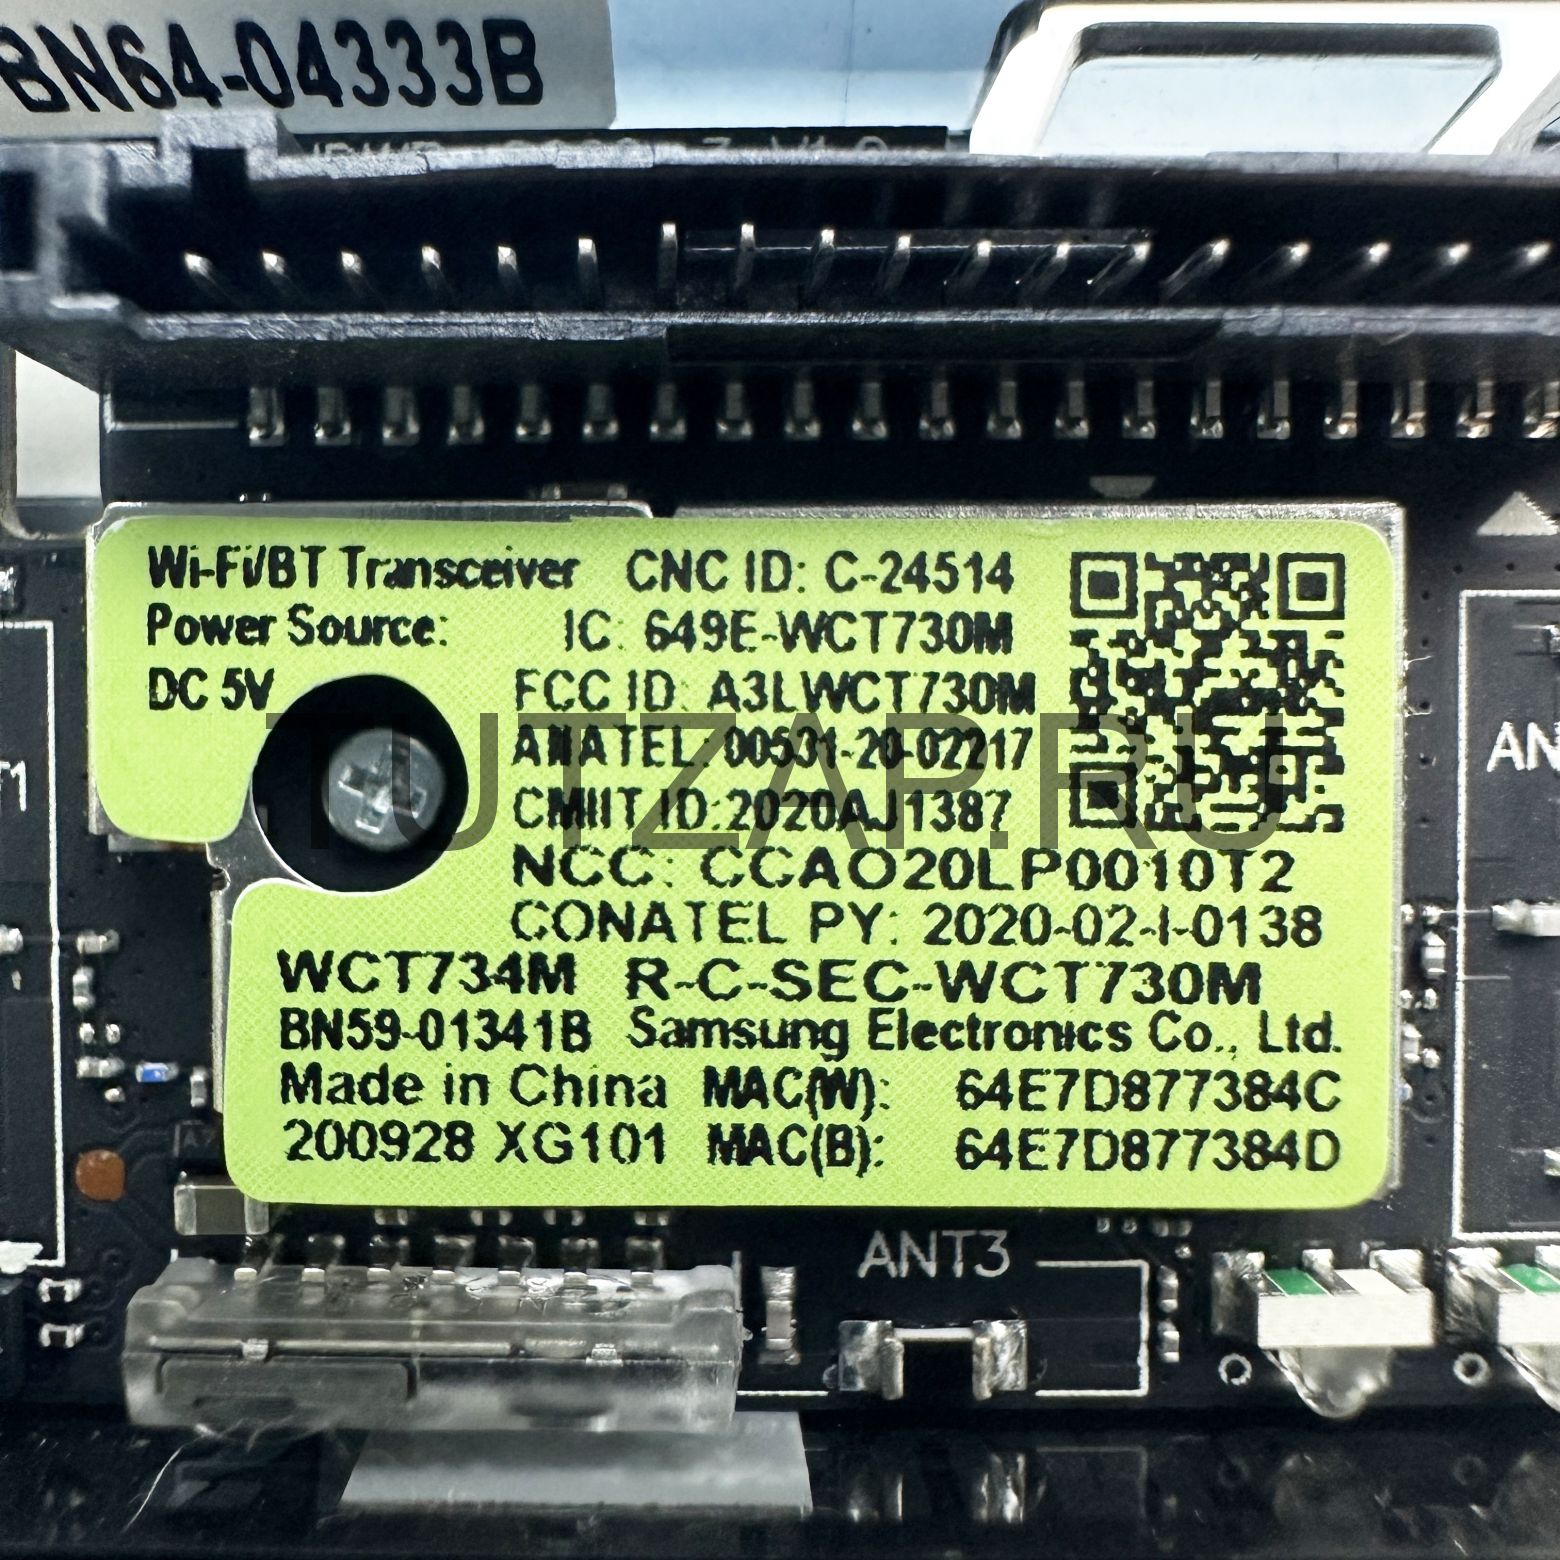 BN64-04333B
Wi-Fi/BT Transceiver CNC ID: C-24514
Power Source: IC: 649E-WCT730M
DC 5V FCC ID: A3LWCT730M
ANATEL: 00531-20-02217
CMIIT ID:2020AJ1387
NCC: CCAO20LP0010T2
CONATEL PY: 2020-02-I-0138
WCT734M R-C-SEC-WCT730M
BN59-01341B Samsung Electronics Co., Ltd.
Made in China MAC(W): 64E7D877384C
200928 XG101 MAC(B): 64E7D877384D
TUTZAP.RU
ANT3